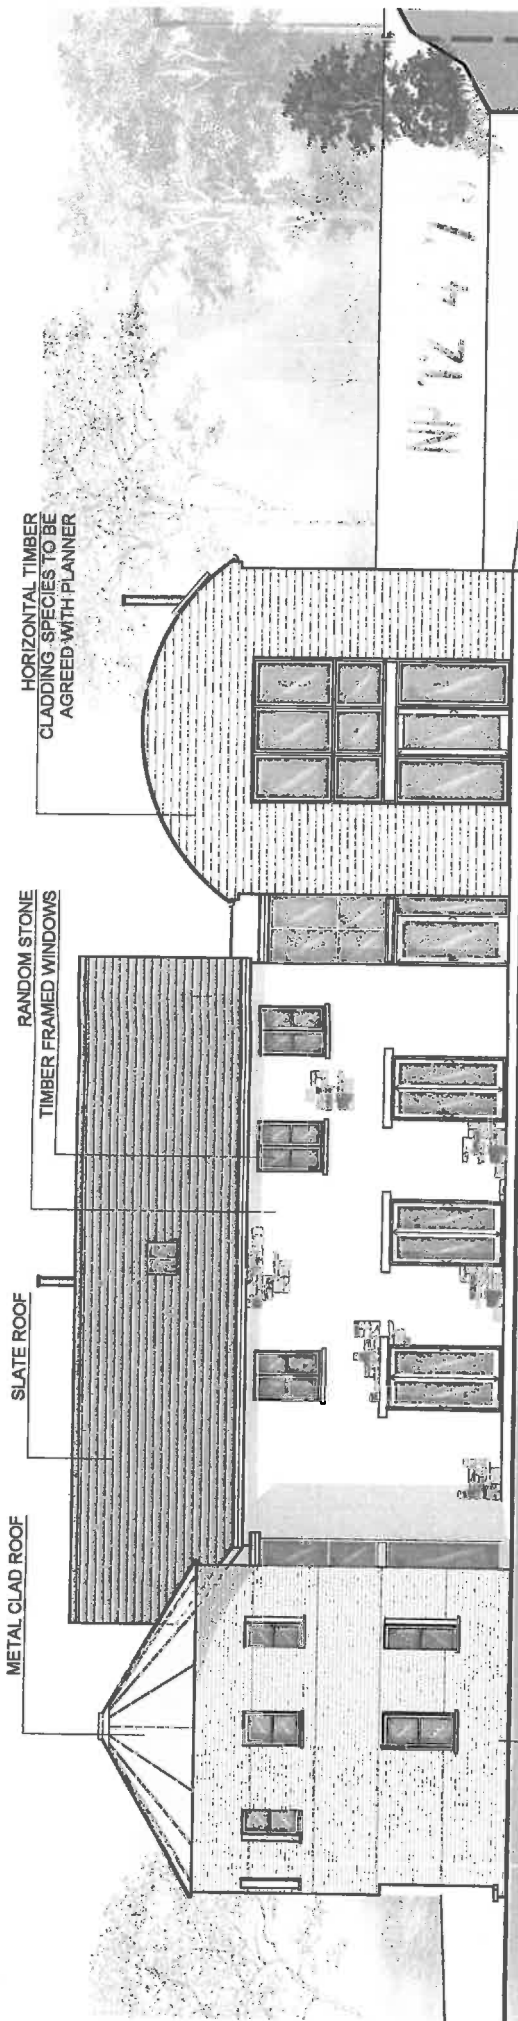 METAL CLAD ROOF
SLATE ROOF
RANDOM STONE
TIMBER FRAMED WINDOWS
HORIZONTAL TIMBER
CLADDING SPECIES TO BE
AGREED WITH PLANNER